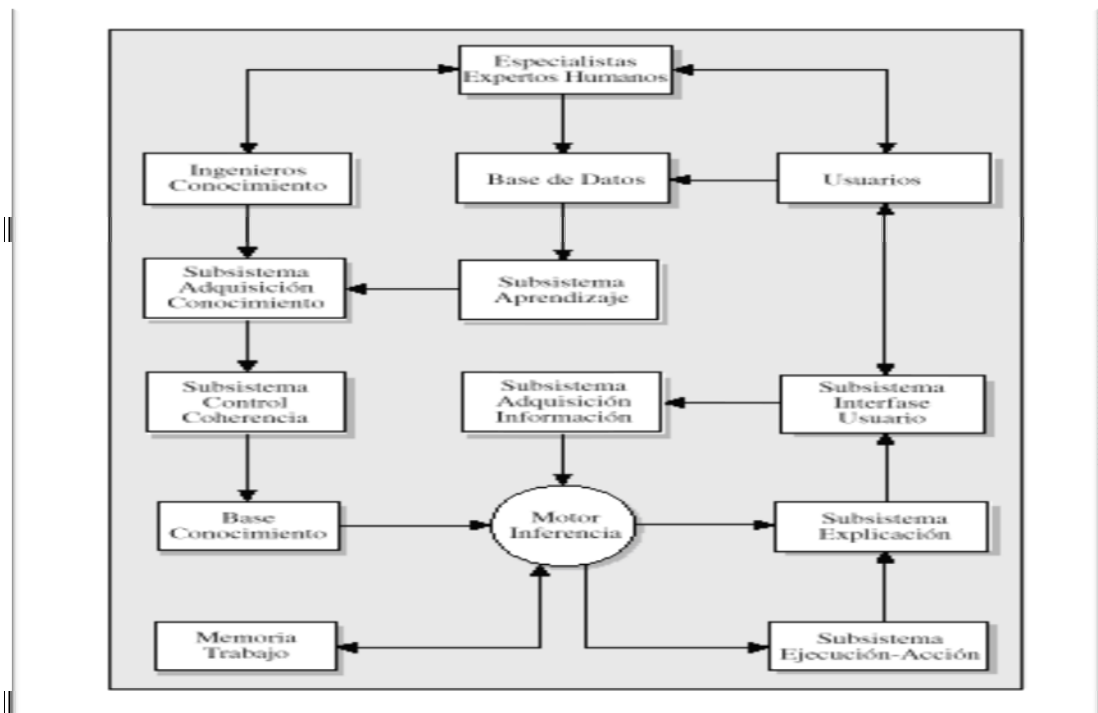 Especialistas
Expertos Humanos
Ingenieros
Conocimiento
Base de Datos
Usuarios
Subsistema
Adquisición
Conocimiento
Subsistema
Aprendizaje
Subsistema
Control
Coherencia
Subsistema
Adquisición
Información
Subsistema
Interfase
Usuario
Base
Conocimiento
Motor
Inferencia
Subsistema
Explicación
Memoria
Trabajo
Subsistema
Ejecución-Acción